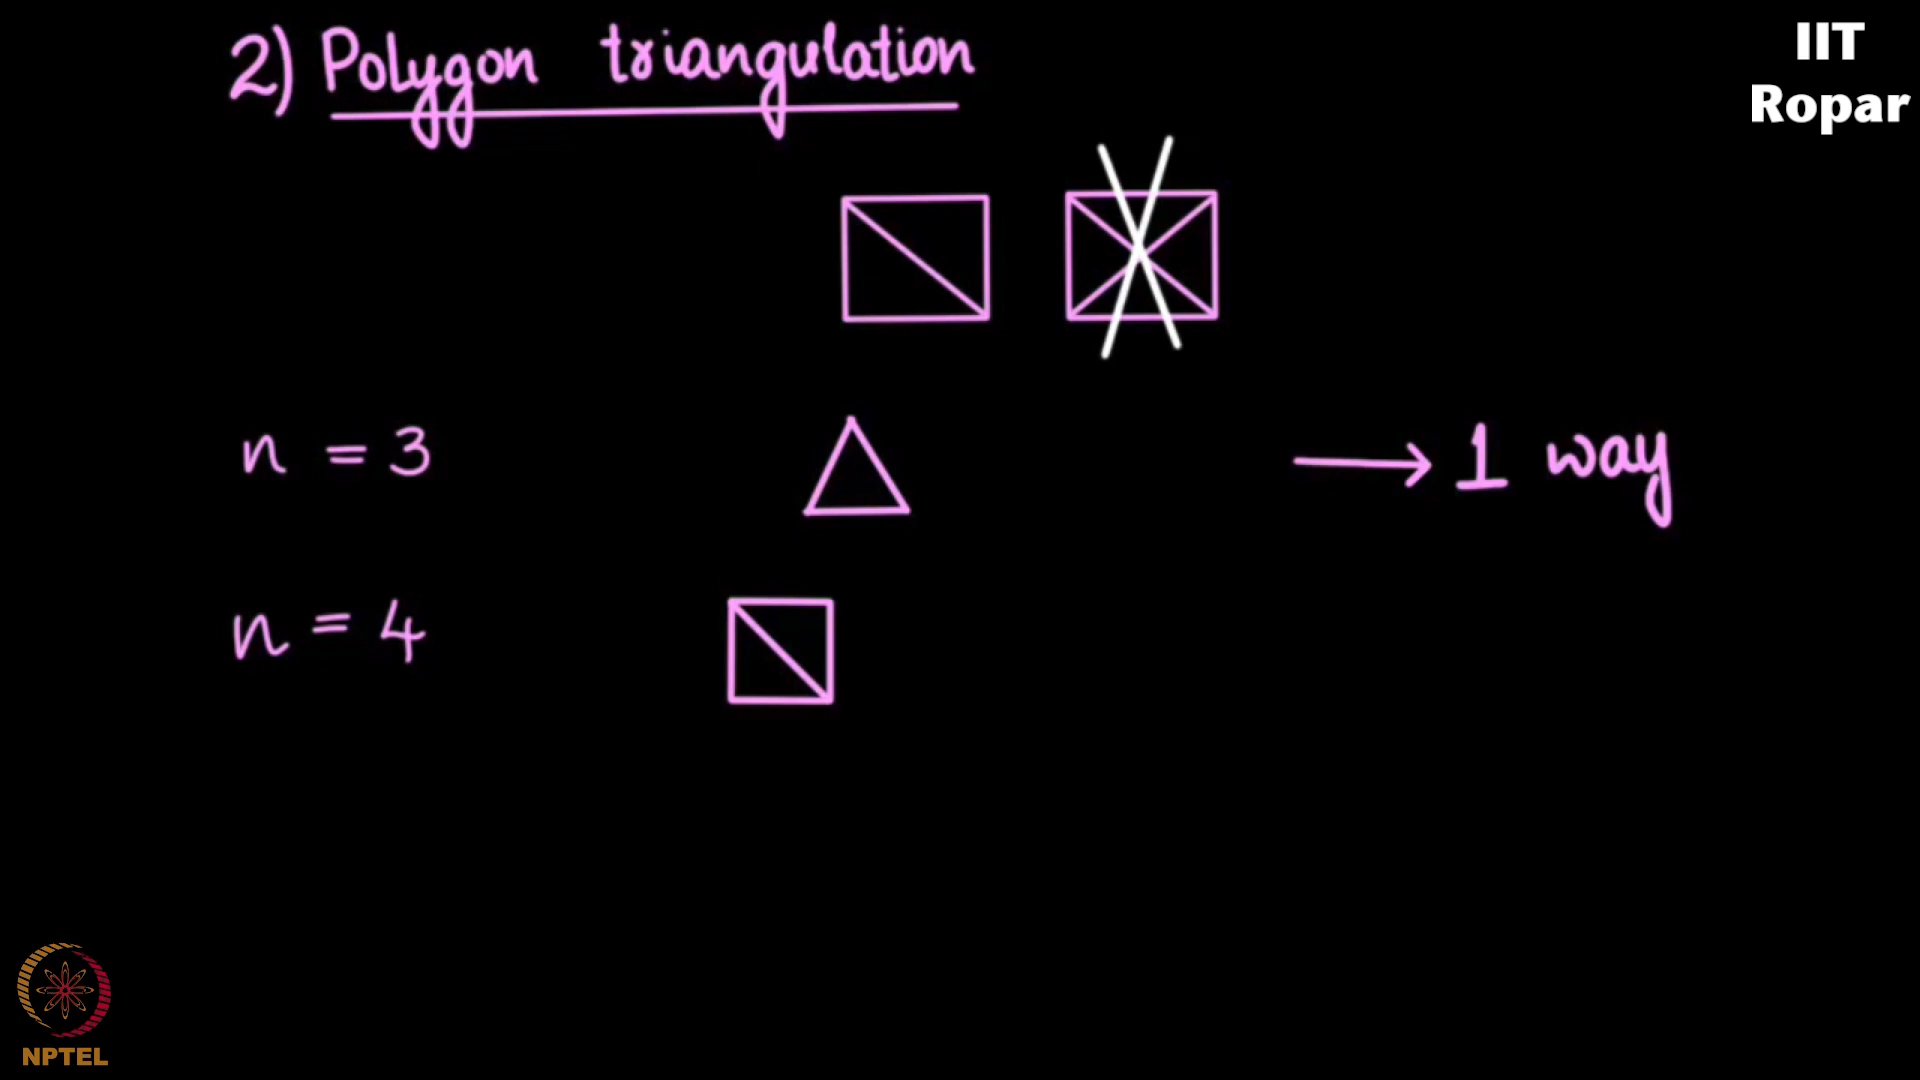 2) Polygon triangulation
IIT
Ropar
n = 3
→ 1 way
n = 4
NPTEL